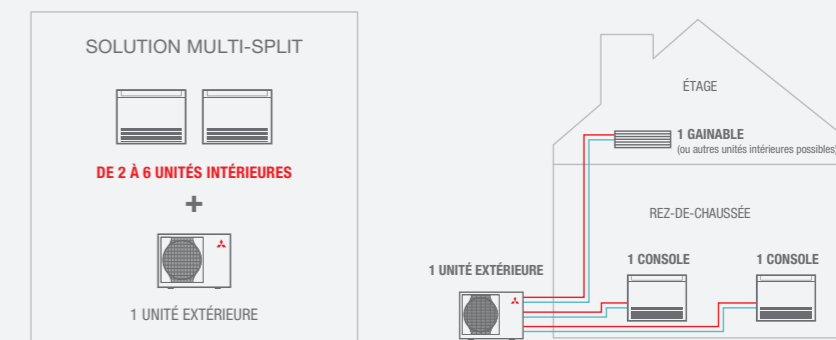 SOLUTION MULTI-SPLIT
DE 2 À 6 UNITÉS INTÉRIEURES
+
1 UNITÉ EXTÉRIEURE
ÉTAGE
1 GAINABLE
(ou autres unités intérieures possibles)
REZ-DE-CHAUSSÉE
1 UNITÉ EXTÉRIEURE
1 CONSOLE
1 CONSOLE